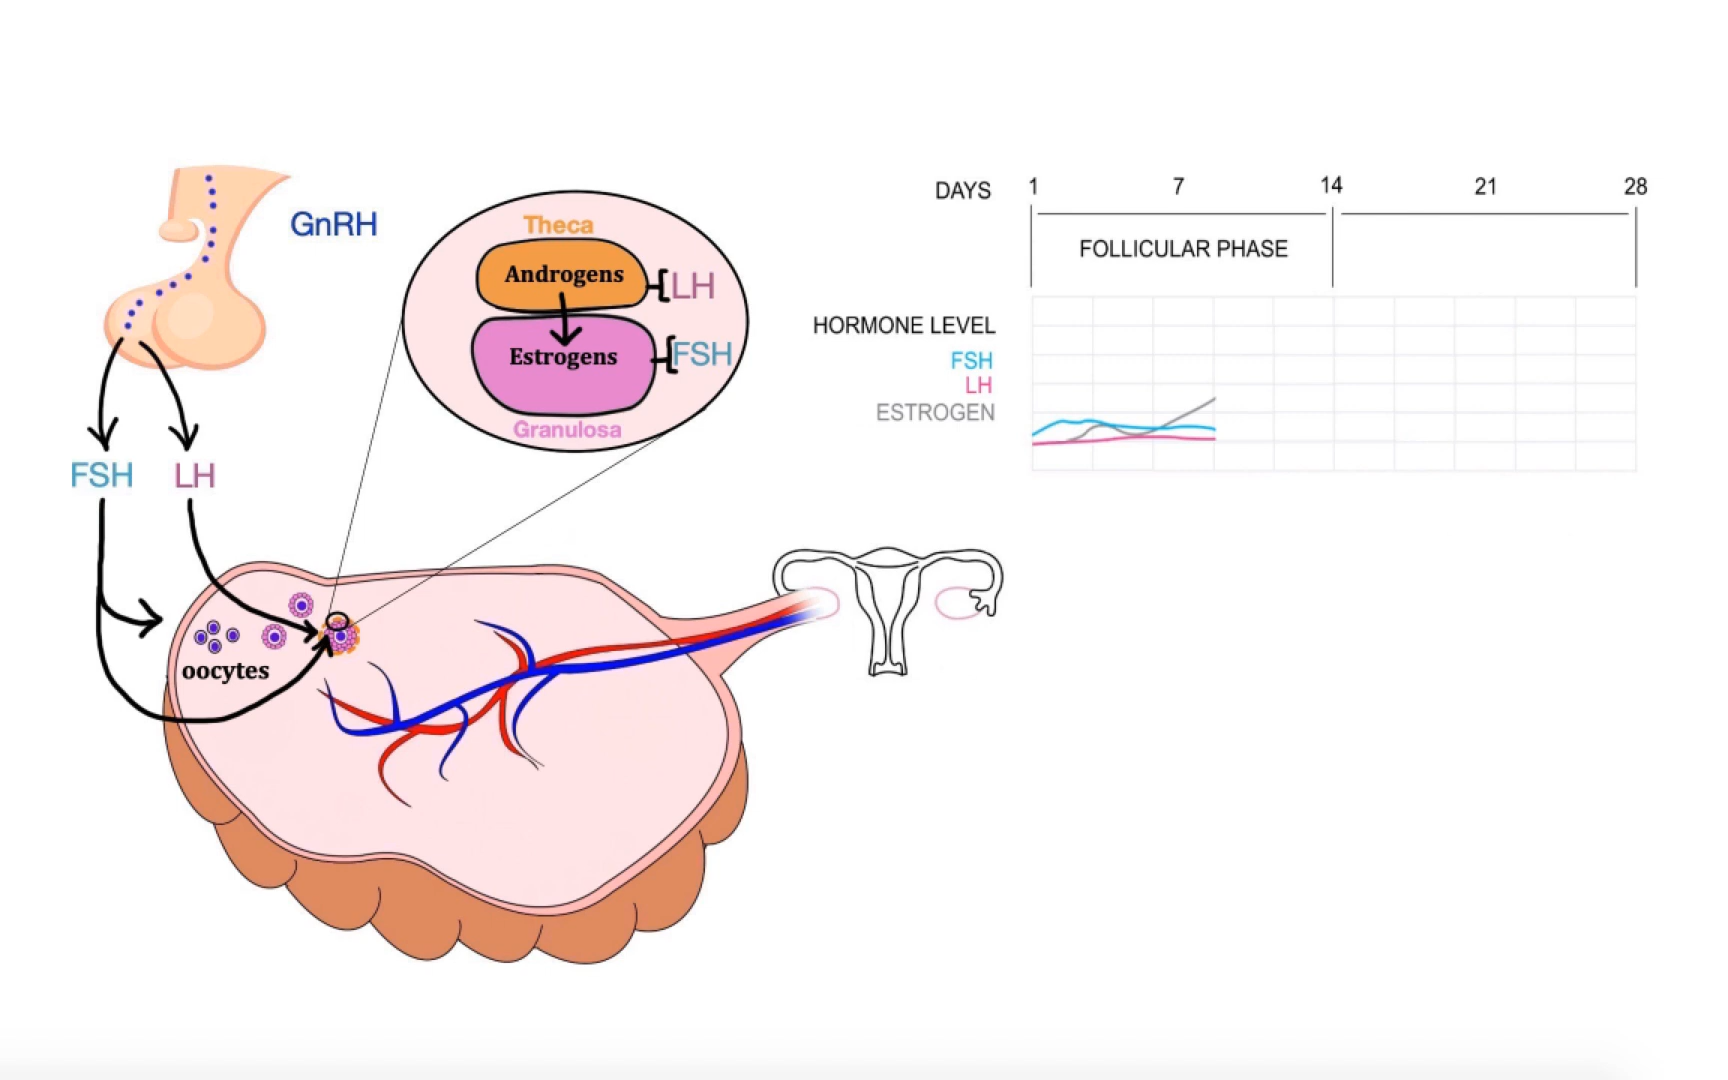 GnRH
Theca
Androgens
LH
Estrogens
FSH
Granulosa
FSH LH
oocytes
DAYS 1 7 14 21 28
FOLLICULAR PHASE
HORMONE LEVEL
FSH
LH
ESTROGEN